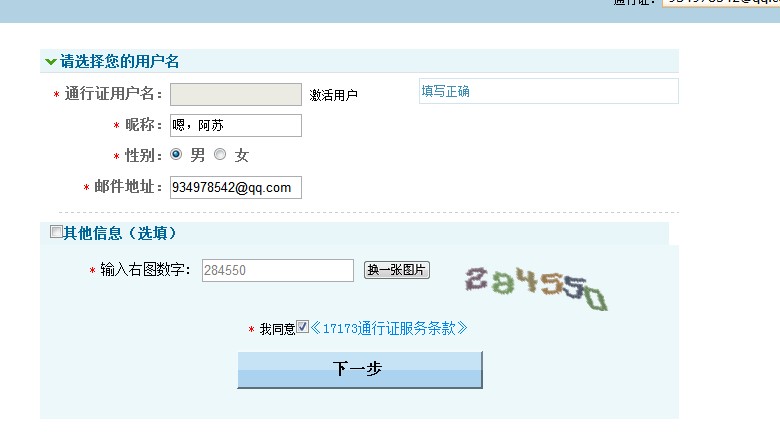 通行证:
请选择您的用户名
* 通行证用户名: 激活用户 填写正确
* 昵称: 嗯，阿苏
* 性别: 男 女
* 邮件地址: 934978542@qq.com
其他信息（选填）
* 输入右图数字: 284550 换一张图片 284550
* 我同意《17173通行证服务条款》
下一步